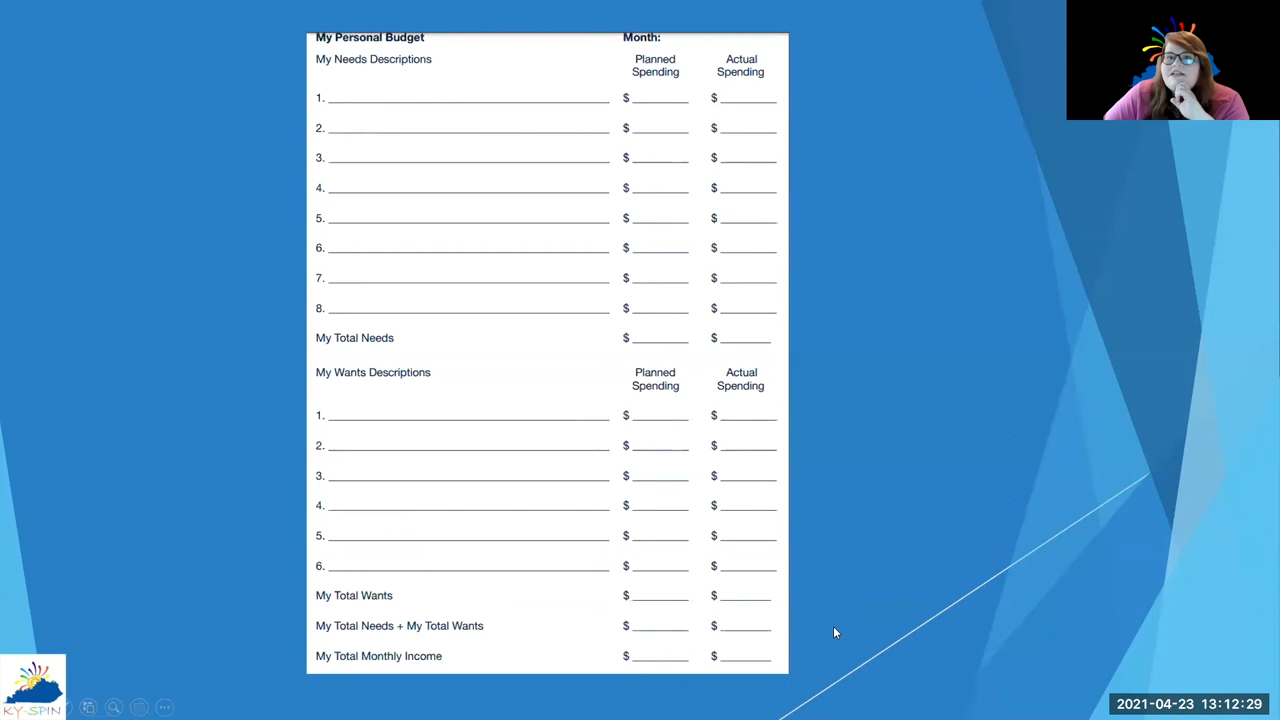 My Personal Budget Month:
My Needs Descriptions Planned Spending Actual Spending
1. $ $
2. $ $
3. $ $
4. $ $
5. $ $
6. $ $
7. $ $
8. $ $
My Total Needs $ $
My Wants Descriptions Planned Spending Actual Spending
1. $ $
2. $ $
3. $ $
4. $ $
5. $ $
6. $ $
My Total Wants $ $
My Total Needs + My Total Wants $ $
My Total Monthly Income $ $
KY-SPIN
2021-04-23 13:12:29